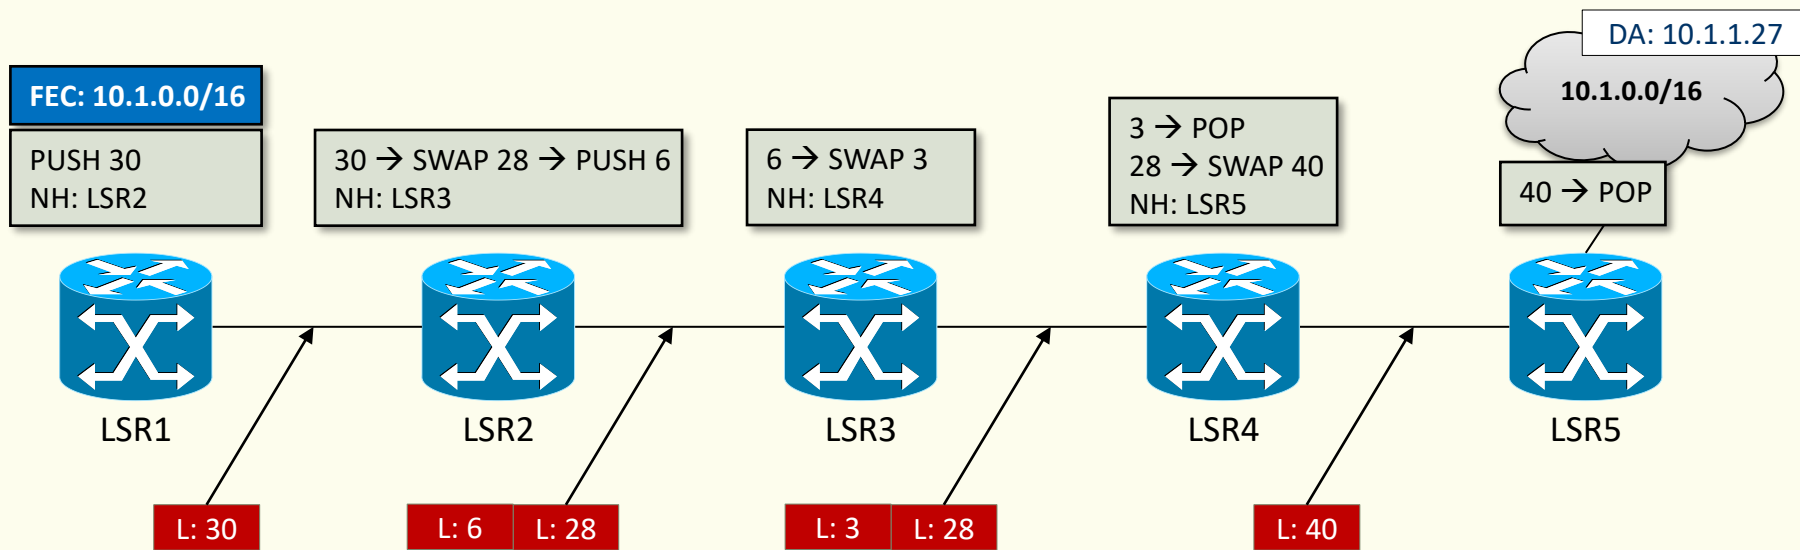 DA: 10.1.1.27
FEC: 10.1.0.0/16
10.1.0.0/16
PUSH 30
NH: LSR2
30 → SWAP 28 → PUSH 6
NH: LSR3
6 → SWAP 3
NH: LSR4
3 → POP
28 → SWAP 40
NH: LSR5
40 → POP
LSR1
LSR2
LSR3
LSR4
LSR5
L: 30
L: 6
L: 28
L: 3
L: 28
L: 40